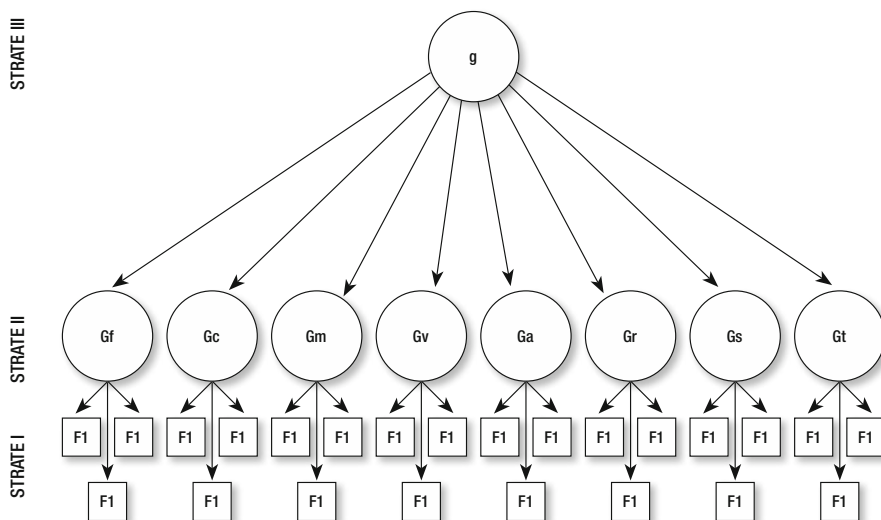 STRATE III
g
STRATE II
Gf Gc Gm Gv Ga Gr Gs Gt
STRATE I
F1 F1 F1 F1 F1 F1 F1 F1 F1 F1 F1 F1 F1 F1 F1 F1
F1 F1 F1 F1 F1 F1 F1 F1